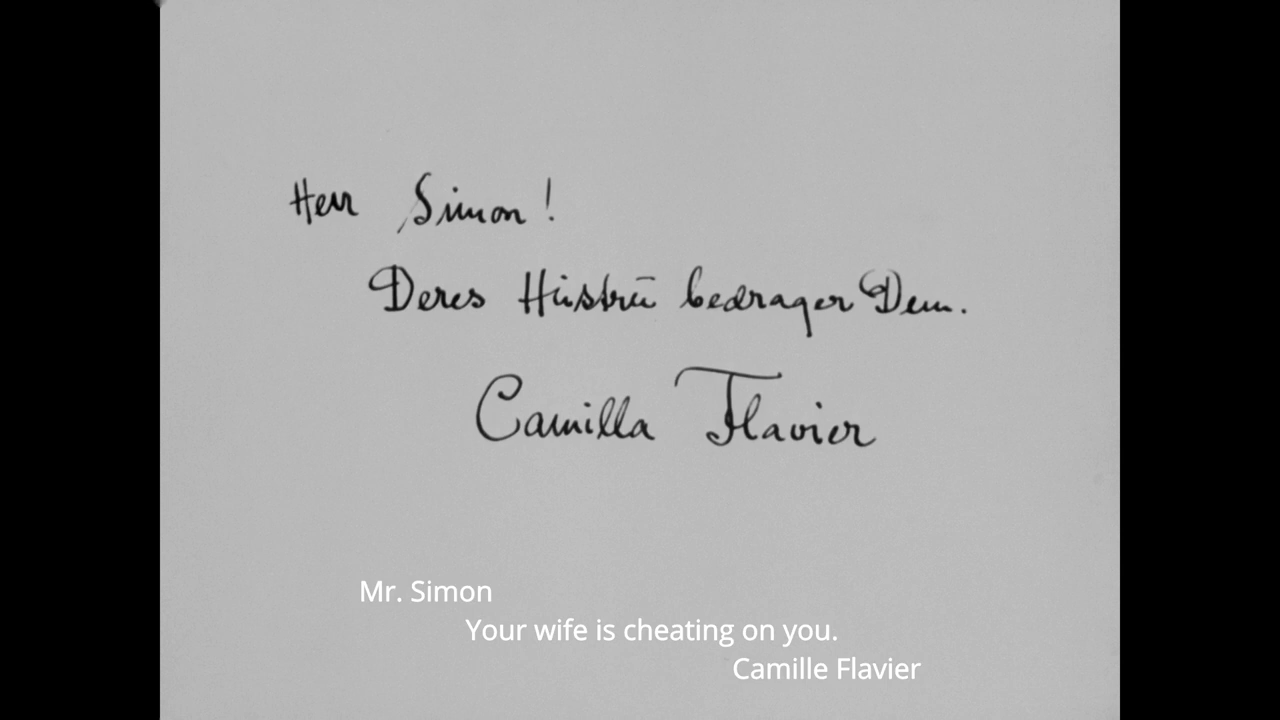 Herr Simon!
Deres Hustru bedrager Dem.
Camilla Flavier
Mr. Simon
Your wife is cheating on you.
Camille Flavier